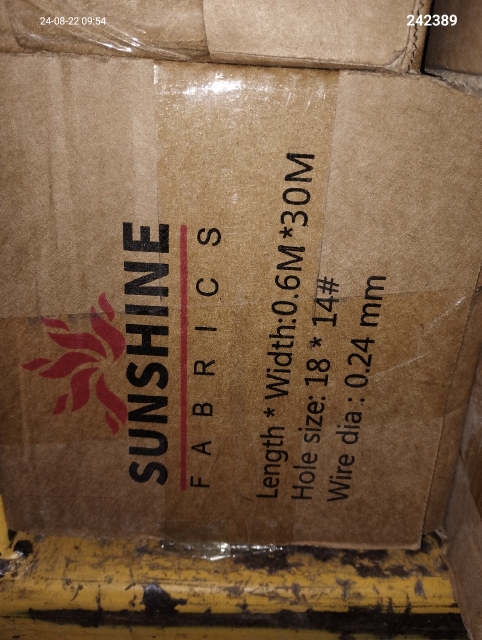 24-08-22 09:54
242389
SUNSHINE
FABRICS
Length * Width:0.6M *30M
Hole size: 18 * 14#
Wire dia : 0.24 mm